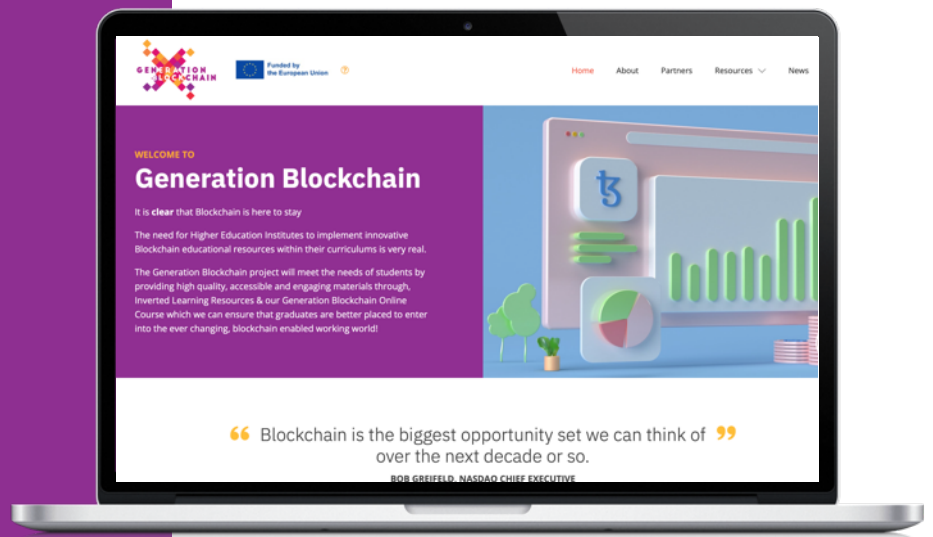 GENERATION
BLOCKCHAIN
Funded by
the European Union
Home About Partners Resources News
WELCOME TO
Generation Blockchain
It is clear that Blockchain is here to stay
The need for Higher Education Institutes to implement innovative
Blockchain educational resources within their curriculums is very real.
The Generation Blockchain project will meet the needs of students by
providing high quality, accessible and engaging materials through,
Inverted Learning Resources & our Generation Blockchain Online
Course which we can ensure that graduates are better placed to enter
into the ever changing, blockchain enabled working world!
“ Blockchain is the biggest opportunity set we can think of ”
over the next decade or so.
BOB GREIFELD, NASDAQ CHIEF EXECUTIVE